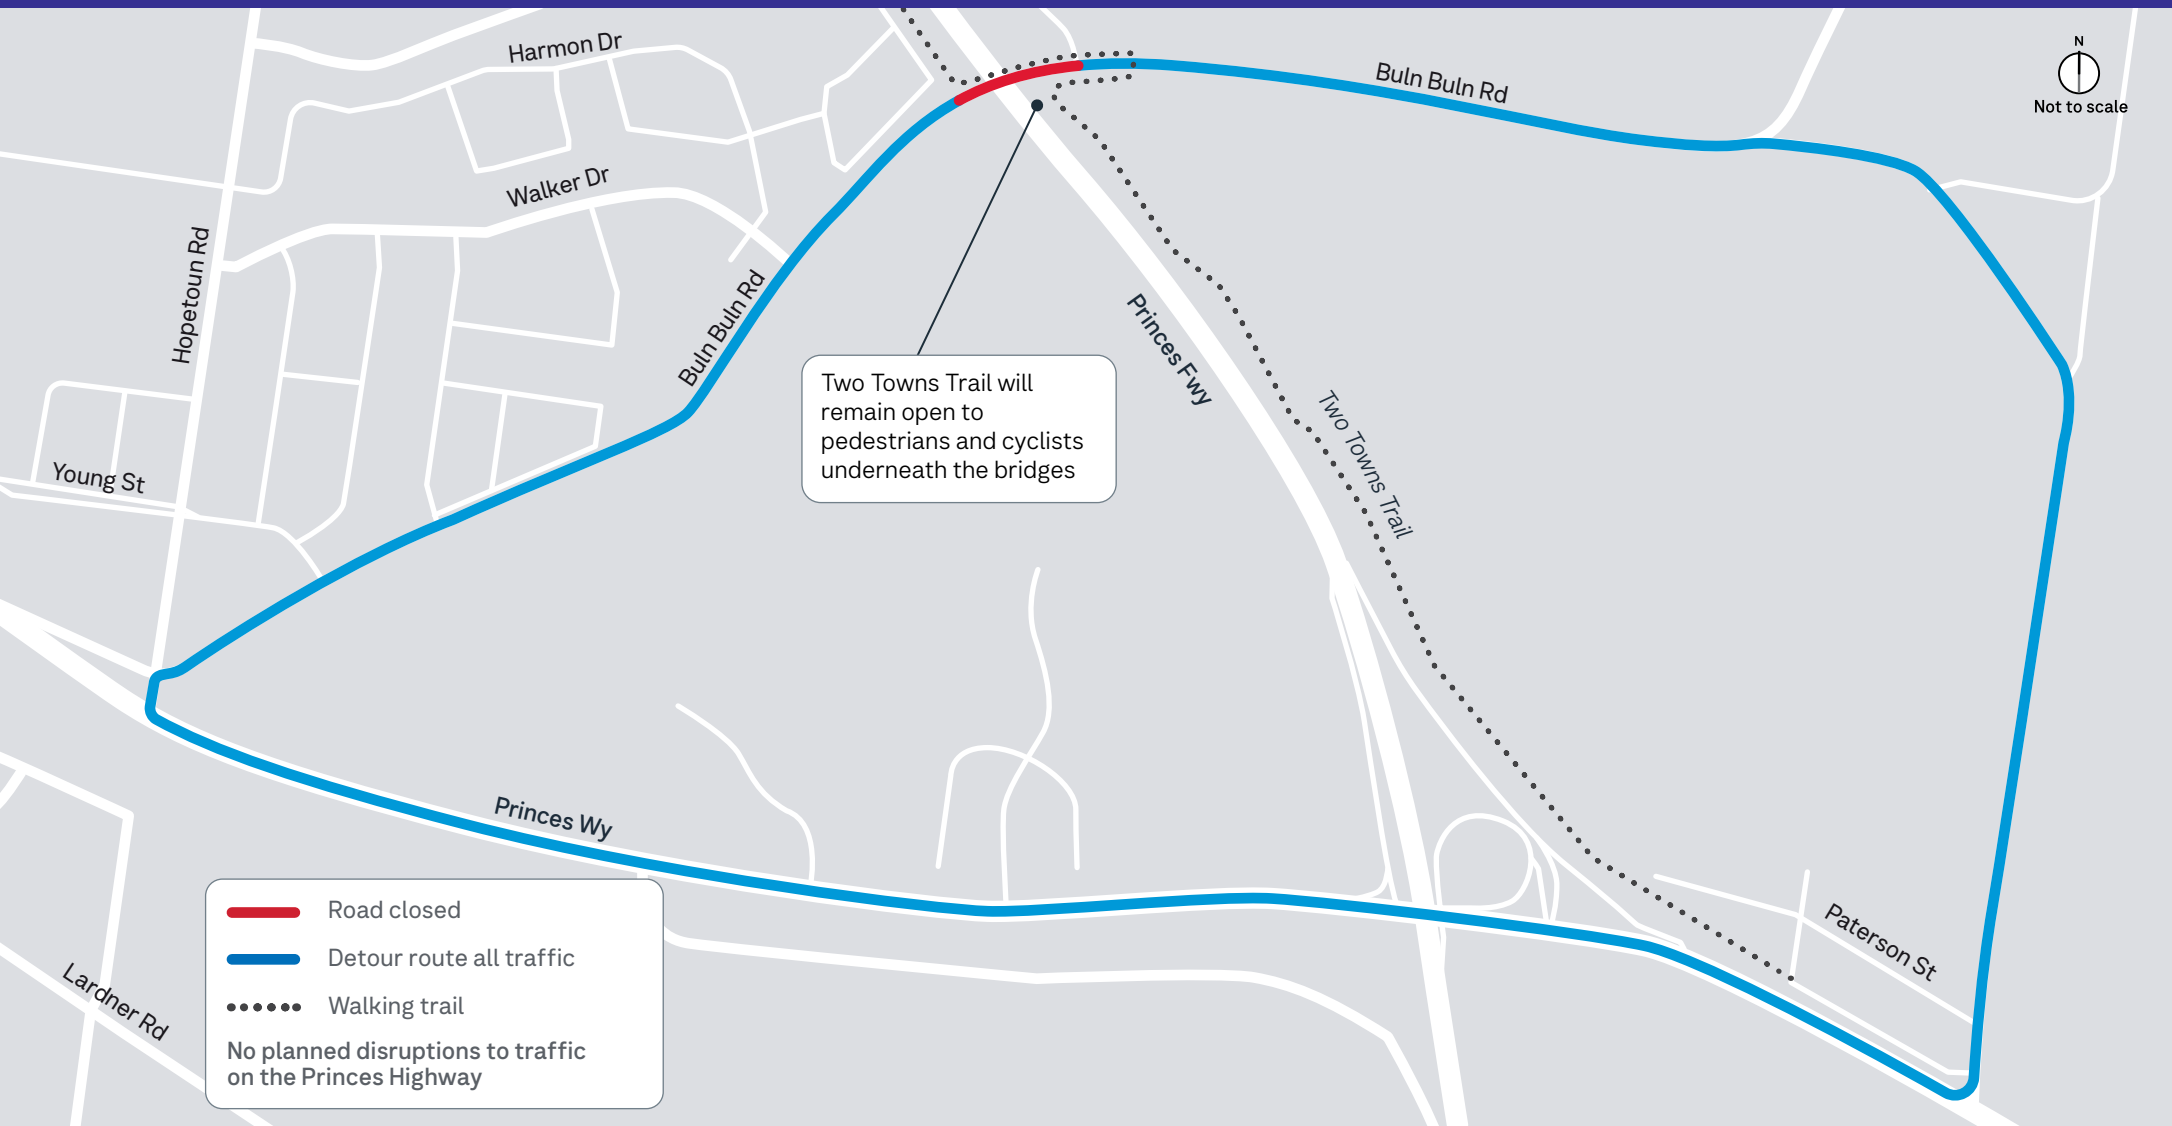 Harmon Dr
Buln Buln Rd
N
Not to scale
Walker Dr
Hopetoun Rd
Buln Buln Rd
Princes Fwy
Two Towns Trail will
remain open to
pedestrians and cyclists
underneath the bridges
Two Towns Trail
Young St
Princes Wy
Paterson St
Lardner Rd
Road closed
Detour route all traffic
Walking trail
No planned disruptions to traffic
on the Princes Highway